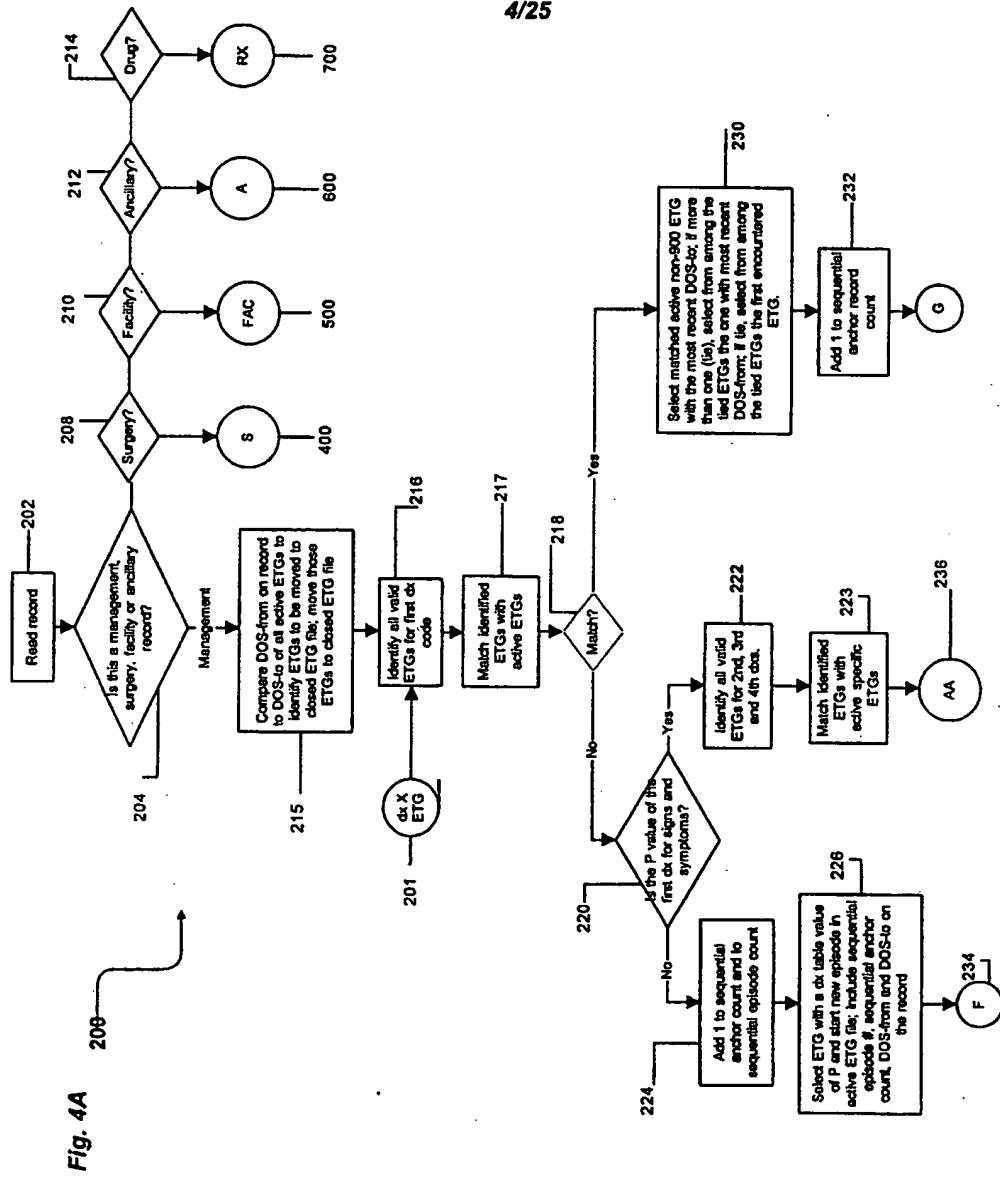 4/25
Fig. 4A
200
Read record
202
Is this a management,
surgery, facility or ancillary
record?
204
Surgery?
208
S
400
Facility?
210
FAC
500
Ancillary?
212
A
600
Drug?
214
RX
700
Management
Compare DOS-from on record
to DOS-to of all active ETGs to
identify ETGs to be moved to
closed ETG file; move those
ETGs to closed ETG file
215
dx X
ETG
201
Identify all valid
ETGs for first dx
code
216
Match identified
ETGs with
active ETGs
217
Match?
218
No
Yes
Is the P value of the
first dx for signs and
symptoms?
220
No
Yes
Add 1 to sequential
anchor count and to
sequential episode count
224
Select ETG with a dx table value
of P and start new episode in
active ETG file; include sequential
episode #, sequential anchor
count, DOS-from and DOS-to on
the record
226
F
234
Identify all valid
ETGs for 2nd, 3rd
and 4th dxs.
222
Match identified
ETGs with
active specific
ETGs
223
AA
236
Select matched active non-900 ETG
with the most recent DOS-to; if more
than one (tie), select from among the
tied ETGs the one with most recent
DOS-from; if tie, select from among
the tied ETGs the first encountered
ETG.
230
Add 1 to sequential
anchor record
count
232
G